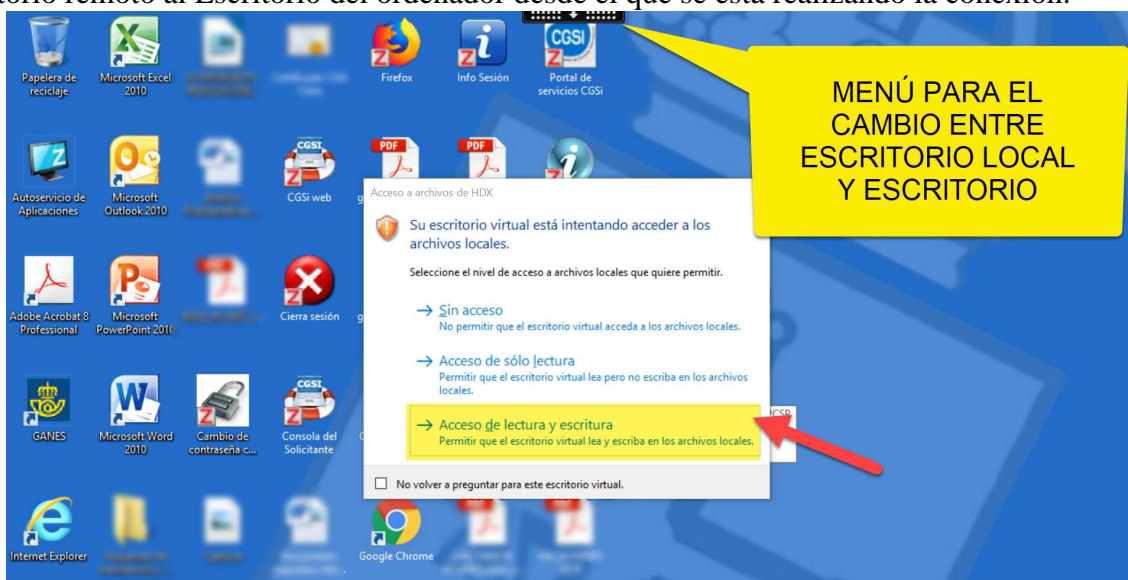 torio remoto al Escritorio del ordenador desde el que se está realizando la conexión.
MENÚ PARA EL
CAMBIO ENTRE
ESCRITORIO LOCAL
Y ESCRITORIO
Papelera de
reciclaje
Microsoft Excel
2010
Firefox
Info Sesión
CGSI
Portal de
servicios CGSi
Autoservicio de
Aplicaciones
Microsoft
Outlook 2010
CGSI
CGSi web
PDF
PDF
Adobe Acrobat 8
Professional
Microsoft
PowerPoint 2010
Cierra sesión
GANES
Microsoft Word
2010
Cambio de
contraseña c...
CGSI
Consola del
Solicitante
Internet Explorer
Google Chrome
Acceso a archivos de HDX
Su escritorio virtual está intentando acceder a los
archivos locales.
Seleccione el nivel de acceso a archivos locales que quiere permitir.
→ Sin acceso
No permitir que el escritorio virtual acceda a los archivos locales.
→ Acceso de sólo lectura
Permitir que el escritorio virtual lea pero no escriba en los archivos
locales.
→ Acceso de lectura y escritura
Permitir que el escritorio virtual lea y escriba en los archivos locales.
No volver a preguntar para este escritorio virtual.